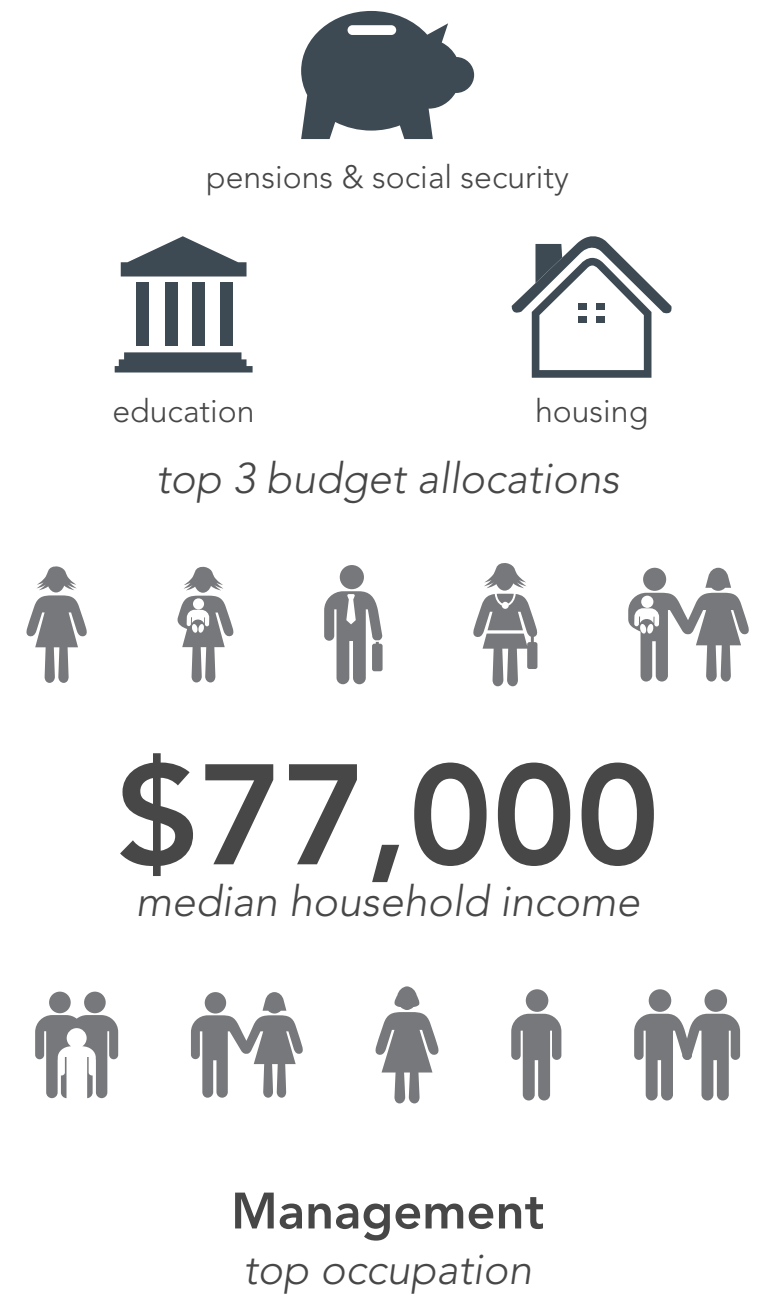 pensions & social security
education
housing
top 3 budget allocations
$77,000
median household income
Management
top occupation